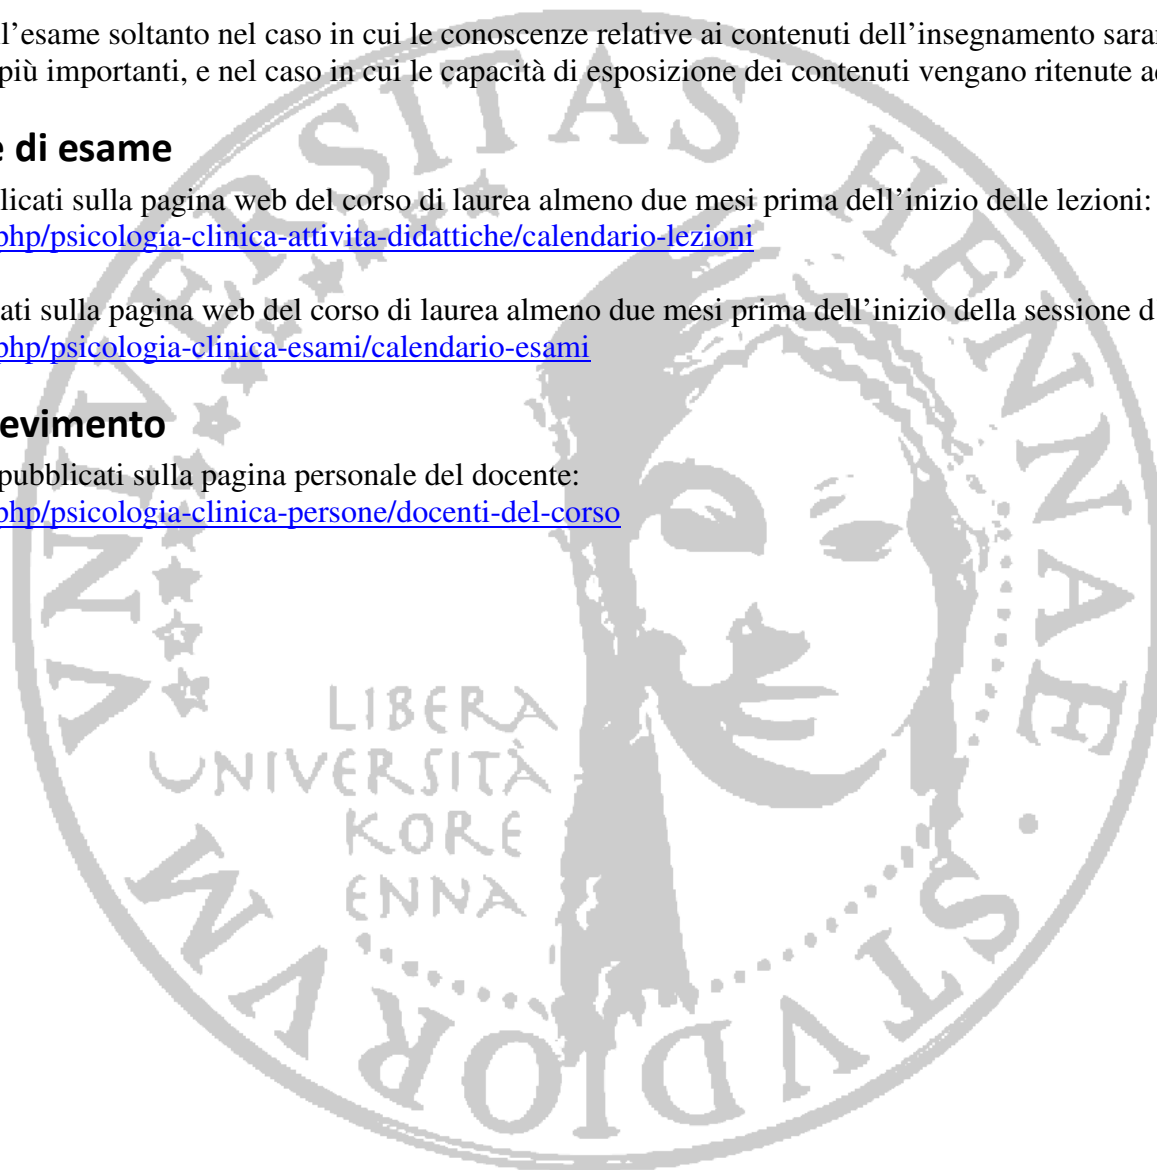 l’esame soltanto nel caso in cui le conoscenze relative ai contenuti dell’insegnamento sara
più importanti, e nel caso in cui le capacità di esposizione dei contenuti vengano ritenute a
e di esame
licati sulla pagina web del corso di laurea almeno due mesi prima dell’inizio delle lezioni:
php/psicologia-clinica-attivita-didattiche/calendario-lezioni
ati sulla pagina web del corso di laurea almeno due mesi prima dell’inizio della sessione d
php/psicologia-clinica-esami/calendario-esami
evimento
pubblicati sulla pagina personale del docente:
php/psicologia-clinica-persone/docenti-del-corso
VNIVERSITAS HENNAE · STVDIORVM
LIBERA
UNIVERSITÀ
KORE
ENNA